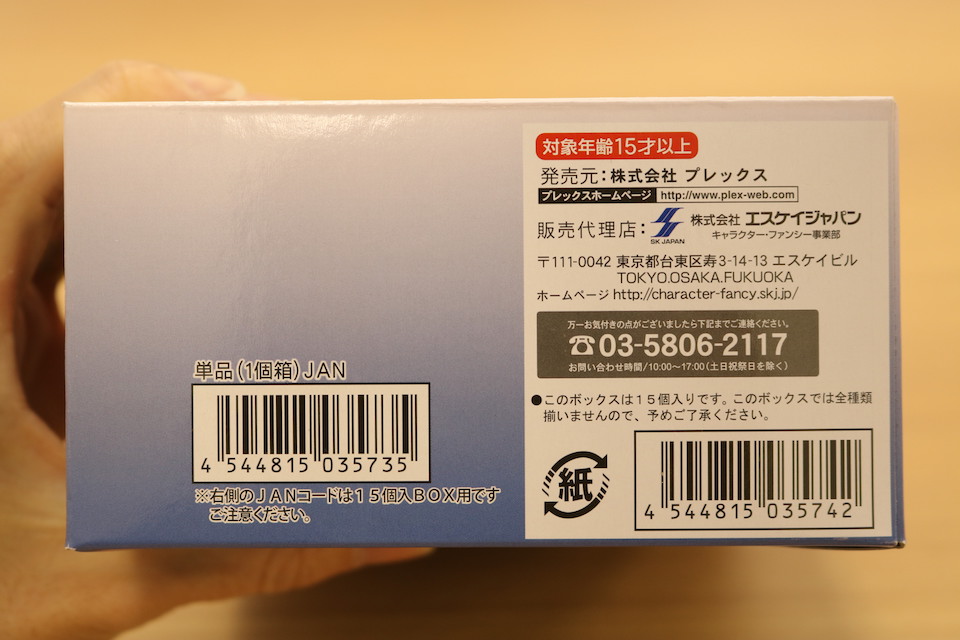 対象年齢15才以上
発売元:株式会社 プレックス
プレックスホームページ http://www.plex-web.com
販売代理店: SK JAPAN 株式会社 エスケイジャパン
キャラクター・ファンシー事業部
〒111-0042 東京都台東区寿3-14-13 エスケイビル
TOKYO.OSAKA.FUKUOKA
ホームページ http://character-fancy.skj.jp/
万一お気付きの点がございましたら下記までご連絡ください。
☎03-5806-2117
お問い合わせ時間/10:00〜17:00(土日祝祭日を除く)
●このボックスは15個入りです。このボックスでは全種類
揃いませんので、予めご了承ください。
紙
4 544815 035742
単品(1個箱)JAN
4 544815 035735
※右側のJANコードは15個入BOX用です
ご注意ください。